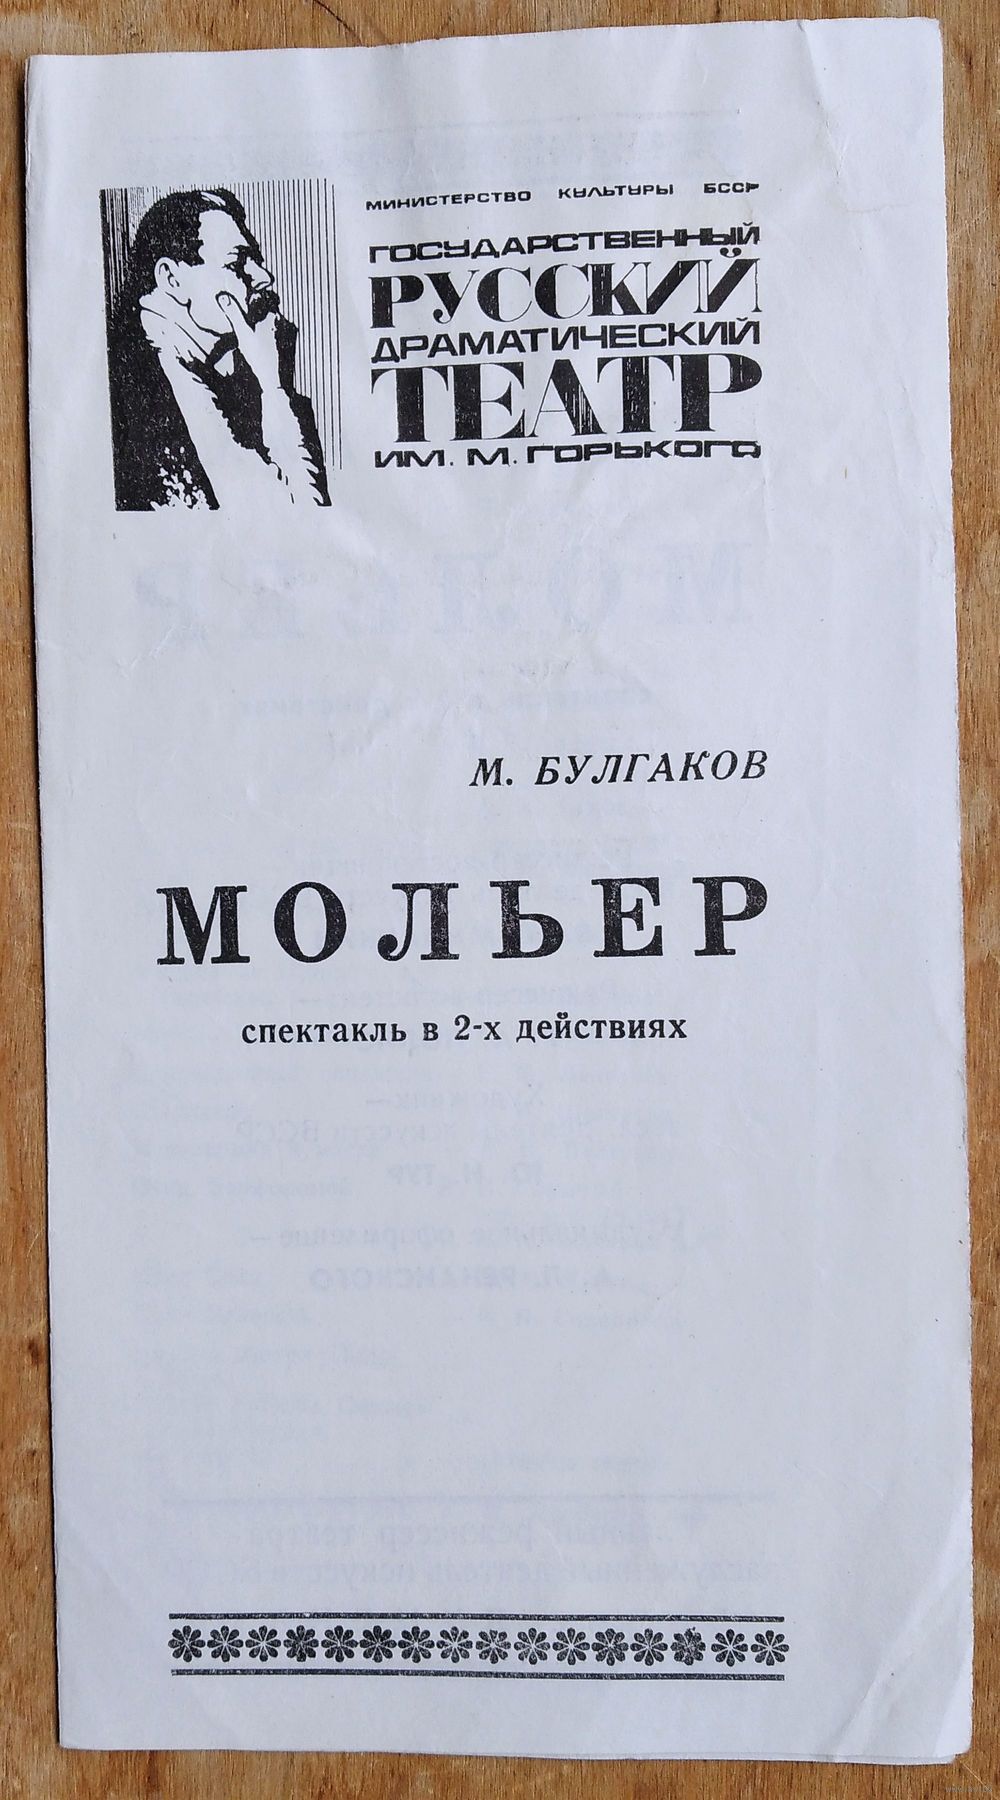 МИНИСТЕРСТВО КУЛЬТУРЫ БССР
ГОСУДАРСТВЕННЫЙ
РУССКИЙ
ДРАМАТИЧЕСКИЙ
ТЕАТР
ИМ. М. ГОРЬКОГО
М. БУЛГАКОВ
МОЛЬЕР
спектакль в 2-х действиях